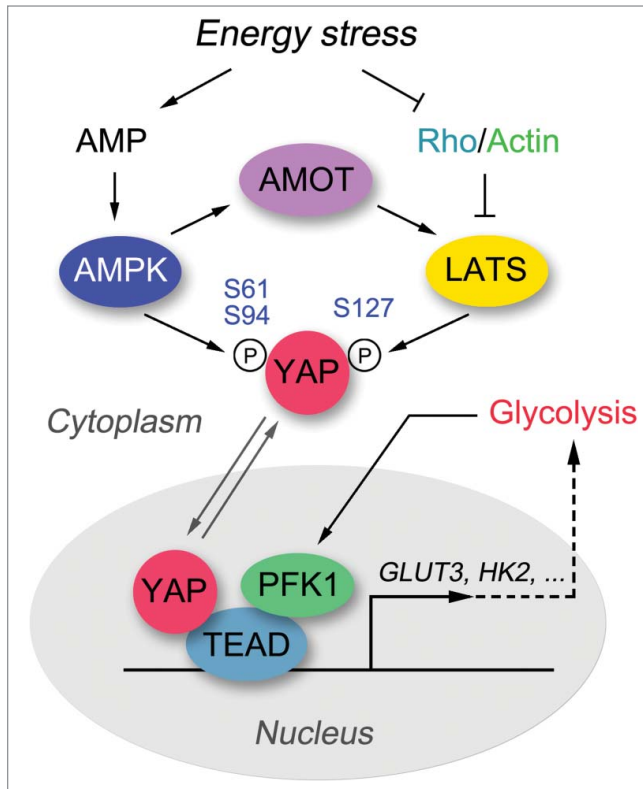 Energy stress
AMP
Rho/Actin
AMOT
AMPK
LATS
S61
S94
S127
P
P
YAP
Cytoplasm
Glycolysis
GLUT3, HK2, ...
YAP
PFK1
TEAD
Nucleus